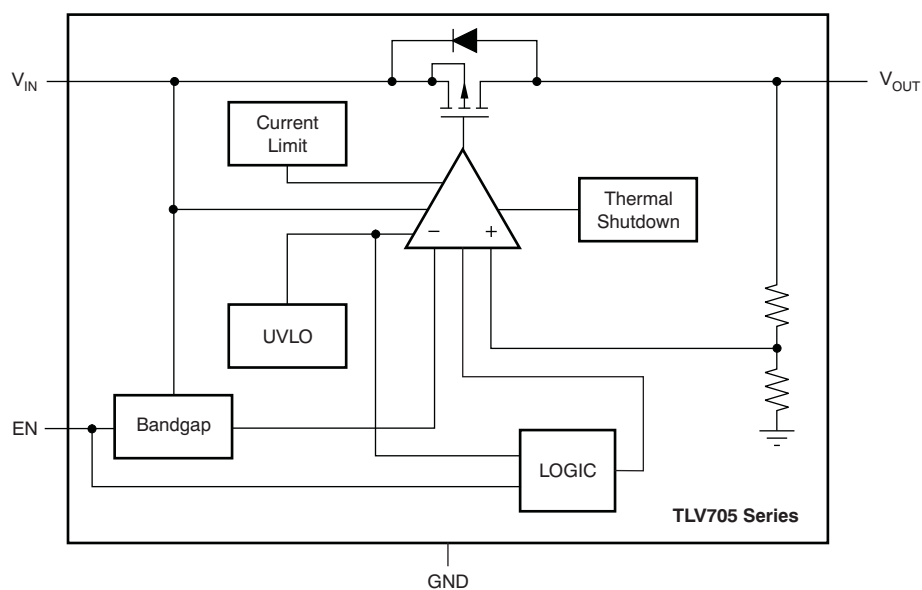 V_IN
V_OUT
Current
Limit
Thermal
Shutdown
− +
UVLO
EN
Bandgap
LOGIC
TLV705 Series
GND